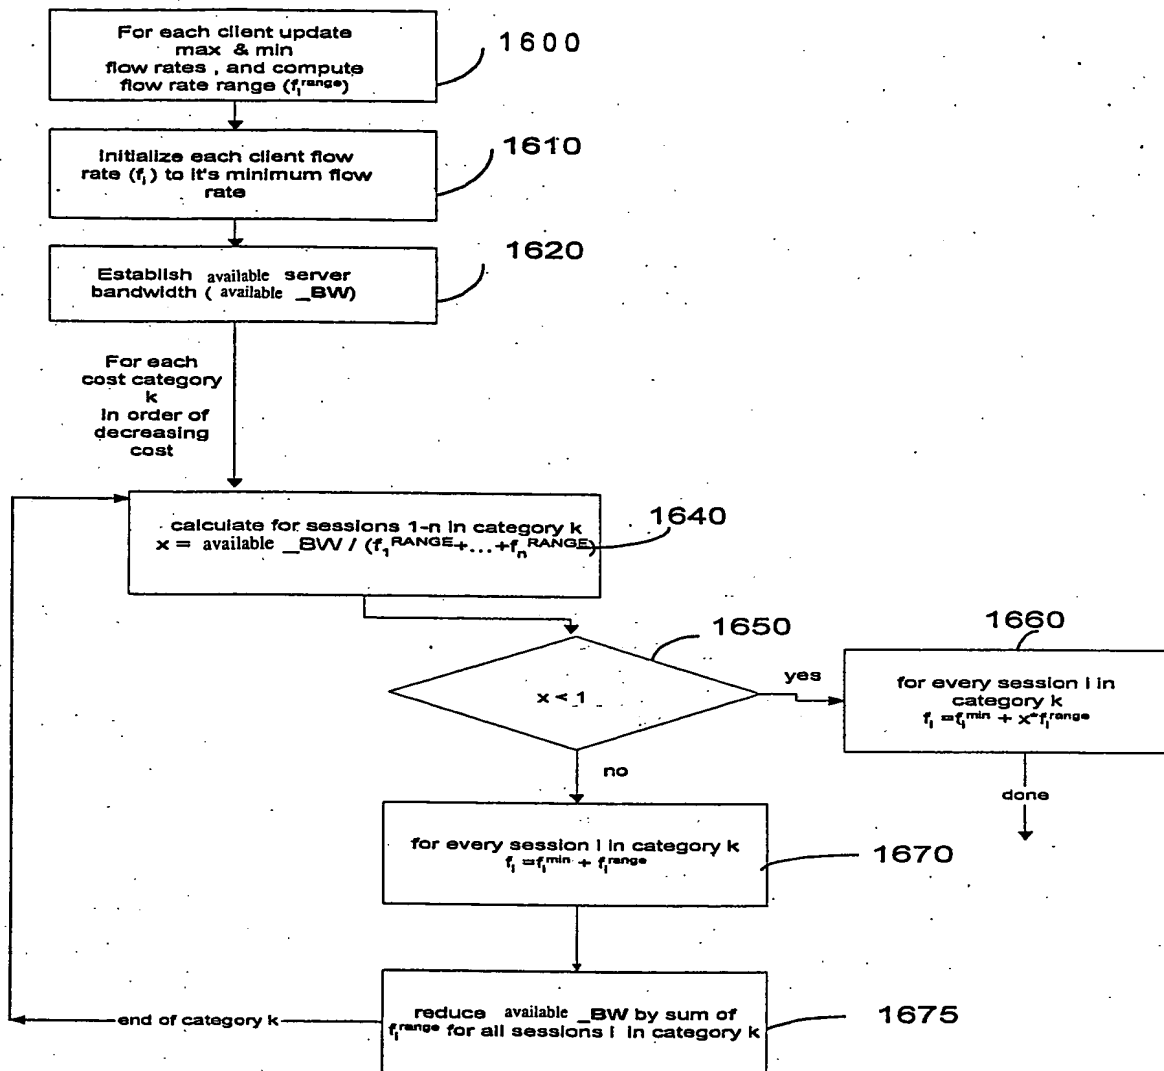 For each client update
max & min
flow rates , and compute
flow rate range (fᵢʳᵃⁿᵍᵉ)
1600
Initialize each client flow
rate (fᵢ) to it's minimum flow
rate
1610
Establish available server
bandwidth ( available _BW)
1620
For each
cost category
k
in order of
decreasing
cost
calculate for sessions 1-n in category k
x = available _BW / (f₁ᴿᴬᴺᴳᴱ+...+fₙᴿᴬᴺᴳᴱ)
1640
x < 1
1650
yes
1660
for every session i in
category k
fᵢ =fᵢᵐⁱⁿ + x*fᵢʳᵃⁿᵍᵉ
done
no
for every session i in category k
fᵢ =fᵢᵐⁱⁿ + fᵢʳᵃⁿᵍᵉ
1670
reduce available _BW by sum of
fᵢʳᵃⁿᵍᵉ for all sessions i in category k
1675
end of category k